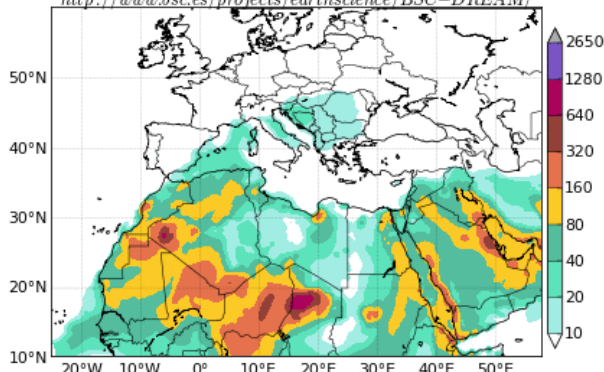 http://www.bsc.es/projects/earthscience/BSC-DREAM/
50°N
40°N
30°N
20°N
10°N
20°W 10°W 0° 10°E 20°E 30°E 40°E 50°E
2650
1280
640
320
160
80
40
20
10